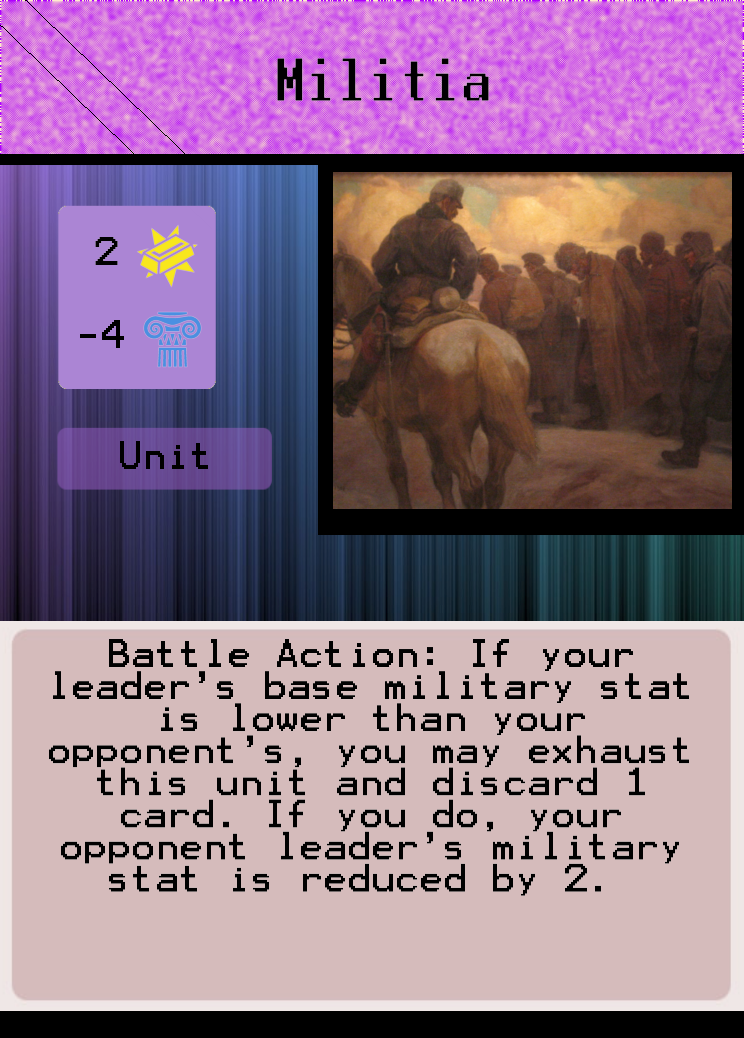 Militia
2
-4
Unit
Battle Action: If your
leader's base military stat
is lower than your
opponent's, you may exhaust
this unit and discard 1
card. If you do, your
opponent leader's military
stat is reduced by 2.